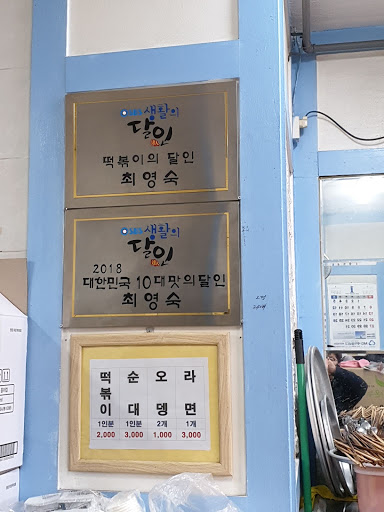 SBS 생활의
달인
떡볶이의 달인
최영숙
SBS 생활의
달인
2018
대한민국 10대 맛의 달인
최영숙
떡볶이 순대 오뎅 라면
1인분 1인분 2개 1개
2,000 3,000 1,000 3,000